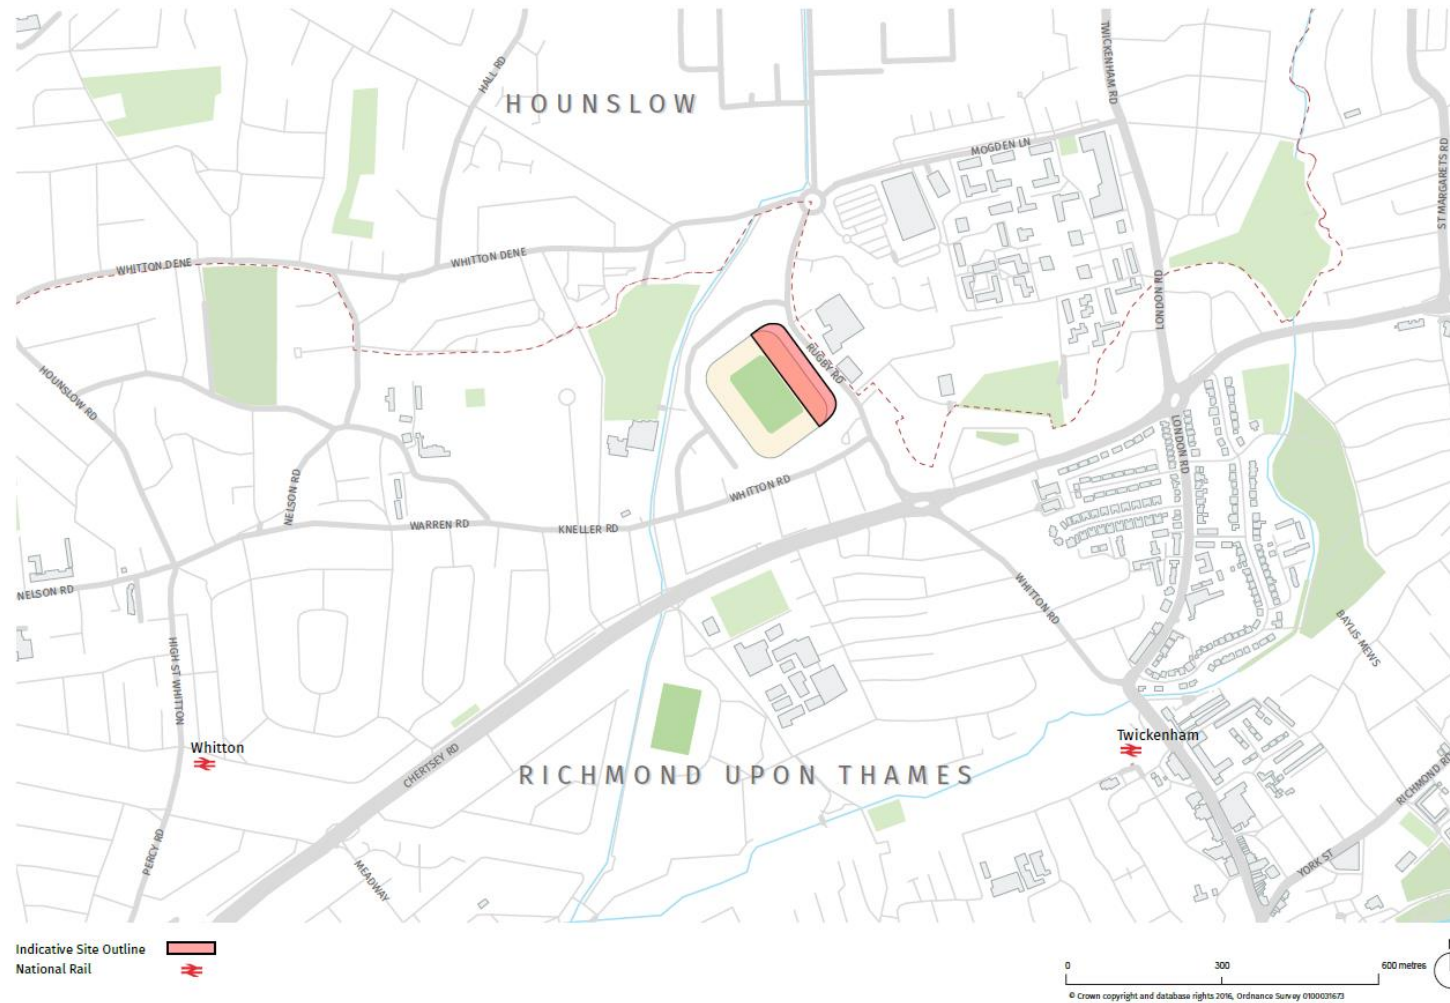 HALL RD
HOUNSLOW
TWICKENHAM RD
MOGDEN LN
ST MARGARETS RD
WHITTON DENE
WHITTON DENE
LONDON RD
HOUNSLOW RD
RUGBY RD
LONDON RD
NELSON RD
WHITTON RD
WARREN RD
KNELLER RD
NELSON RD
WHITTON RD
HIGH ST WHITTON
BAYLIS MEWS
Whitton
Twickenham
CHERTSEY RD
RICHMOND UPON THAMES
RICHMOND RD
PERCY RD
MEADWAY
YORK ST
Indicative Site Outline
National Rail
0 300 600 metres
© Crown copyright and database rights 2016, Ordnance Survey 0100031673